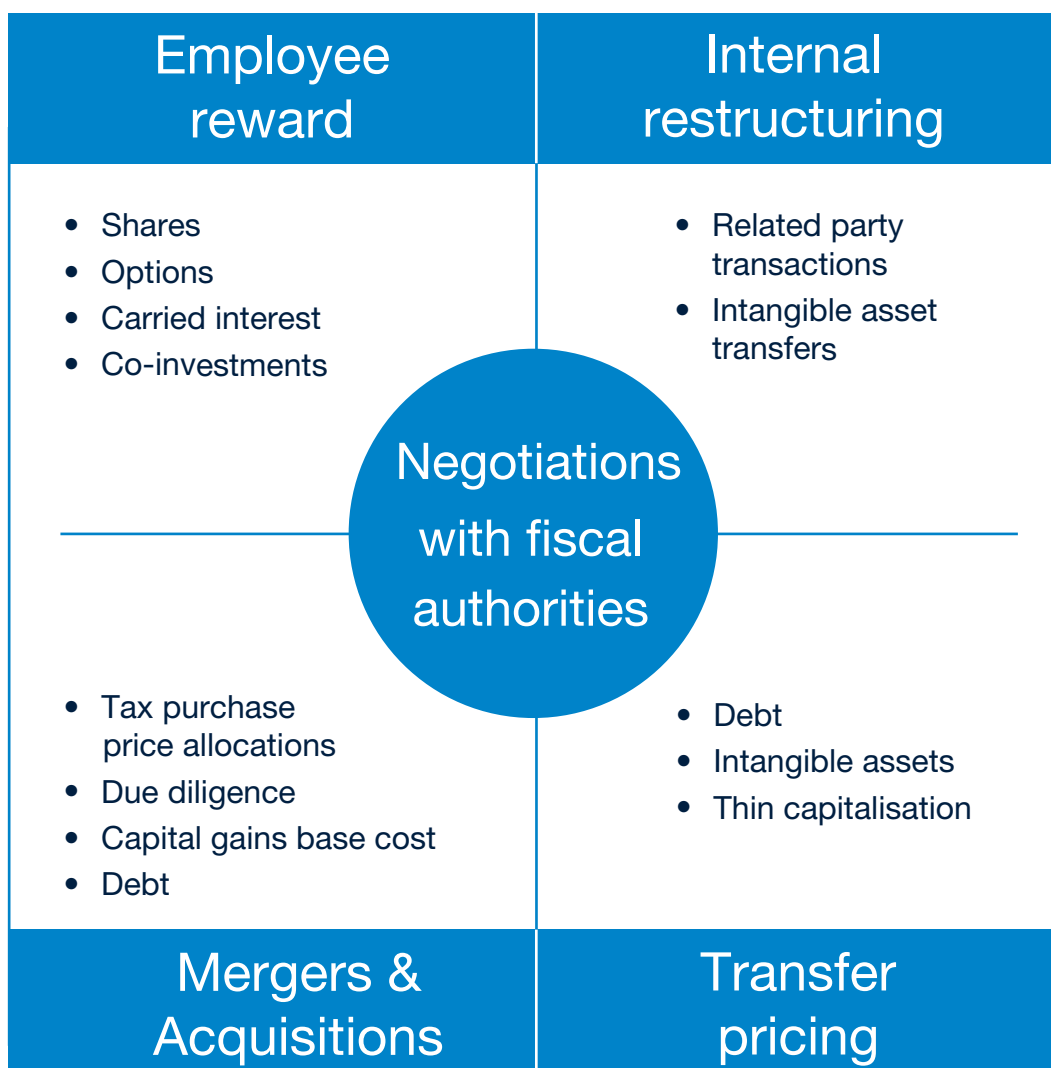 Employee
reward
Internal
restructuring
• Shares
• Options
• Carried interest
• Co-investments
• Related party
transactions
• Intangible asset
transfers
Negotiations
with fiscal
authorities
• Tax purchase
price allocations
• Due diligence
• Capital gains base cost
• Debt
• Debt
• Intangible assets
• Thin capitalisation
Mergers &
Acquisitions
Transfer
pricing